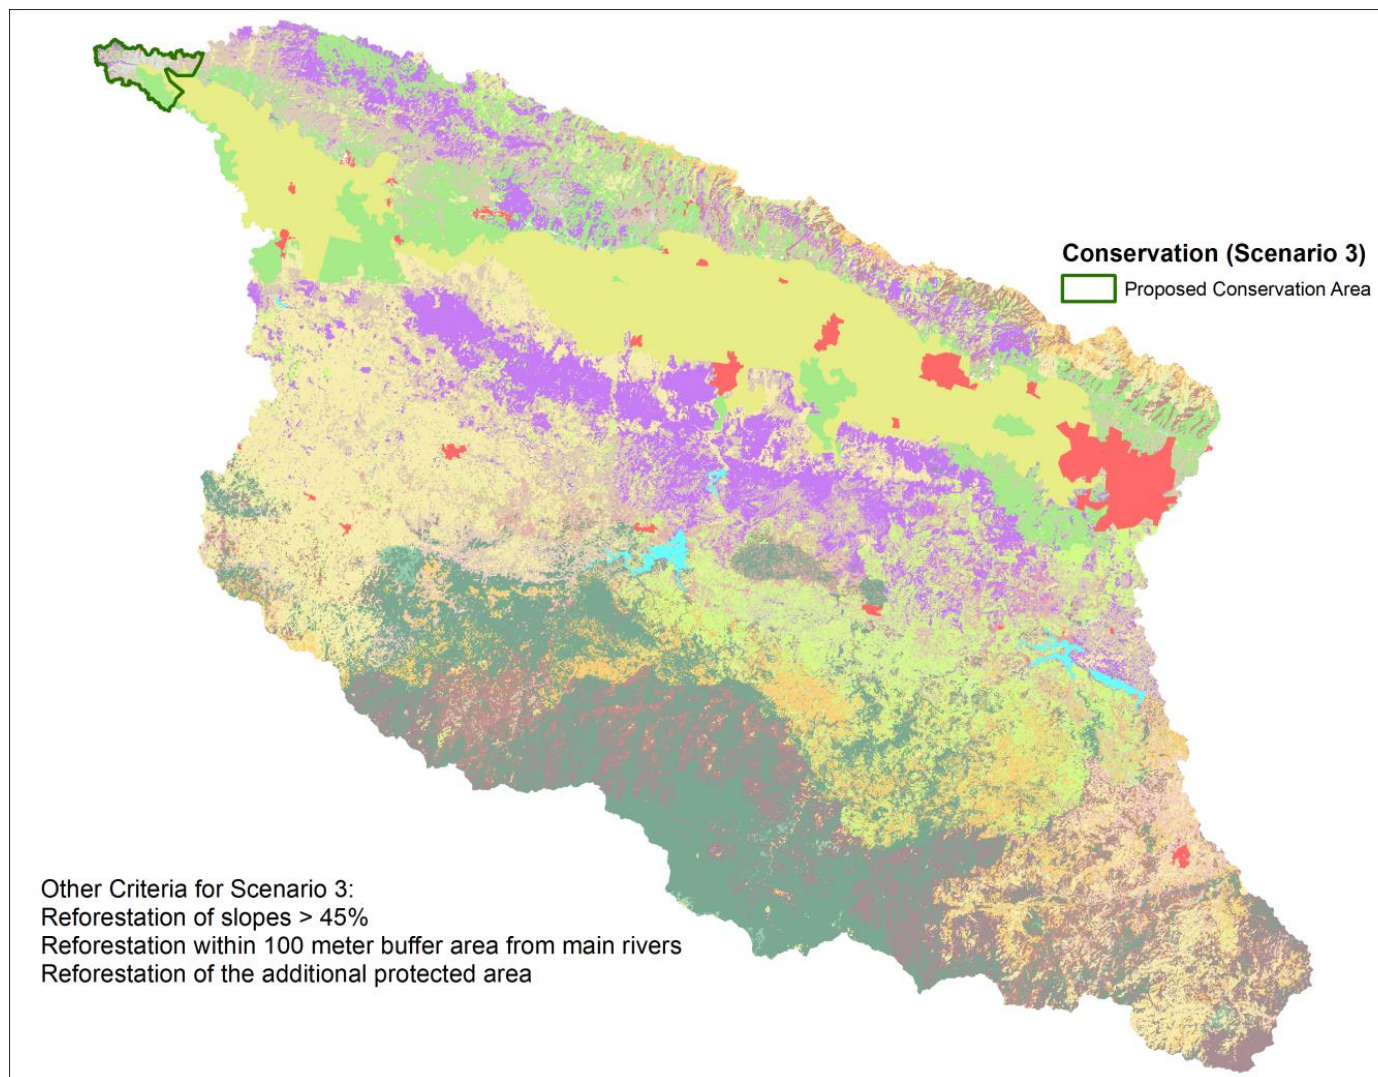 Conservation (Scenario 3)
Proposed Conservation Area
Other Criteria for Scenario 3:
Reforestation of slopes > 45%
Reforestation within 100 meter buffer area from main rivers
Reforestation of the additional protected area